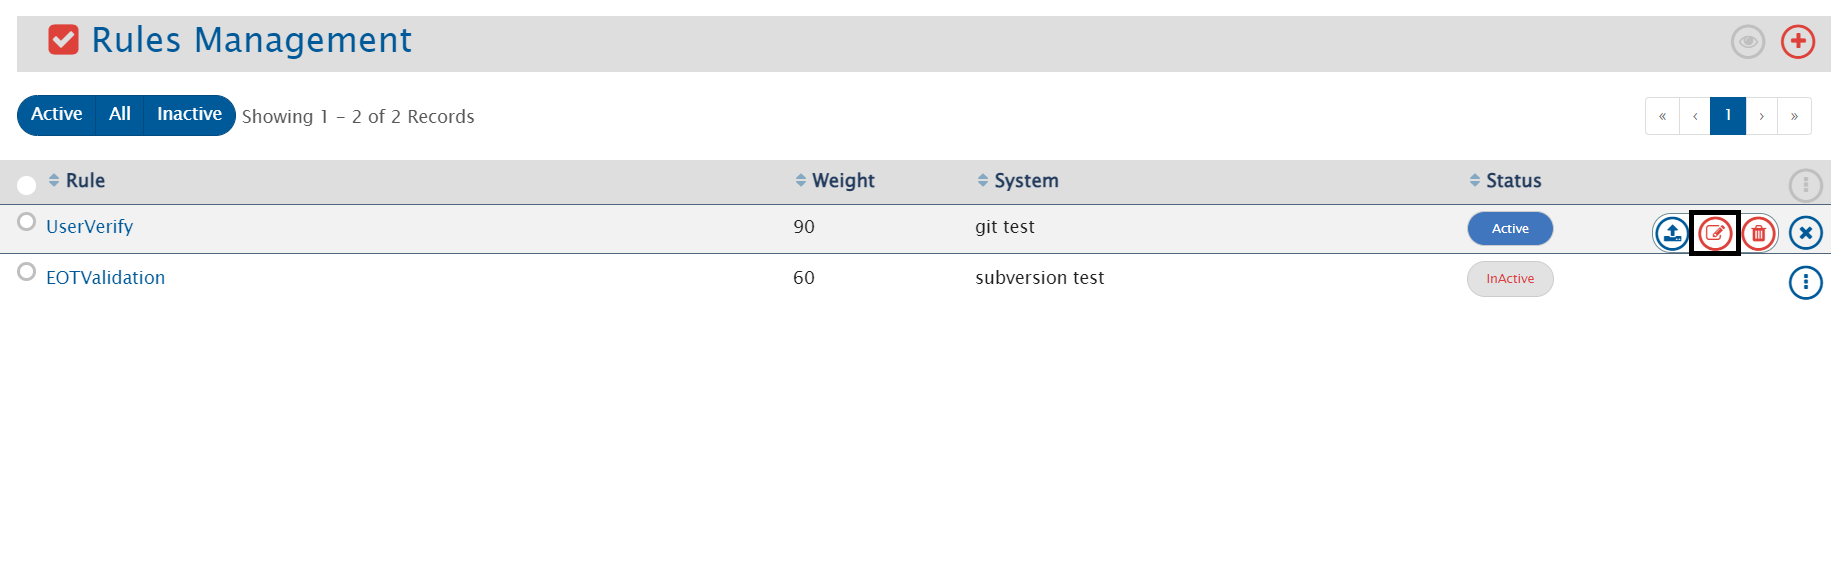 Rules Management
Active All Inactive Showing 1 - 2 of 2 Records « ‹ 1 › »
Rule Weight System Status
UserVerify 90 git test Active
EOTValidation 60 subversion test InActive